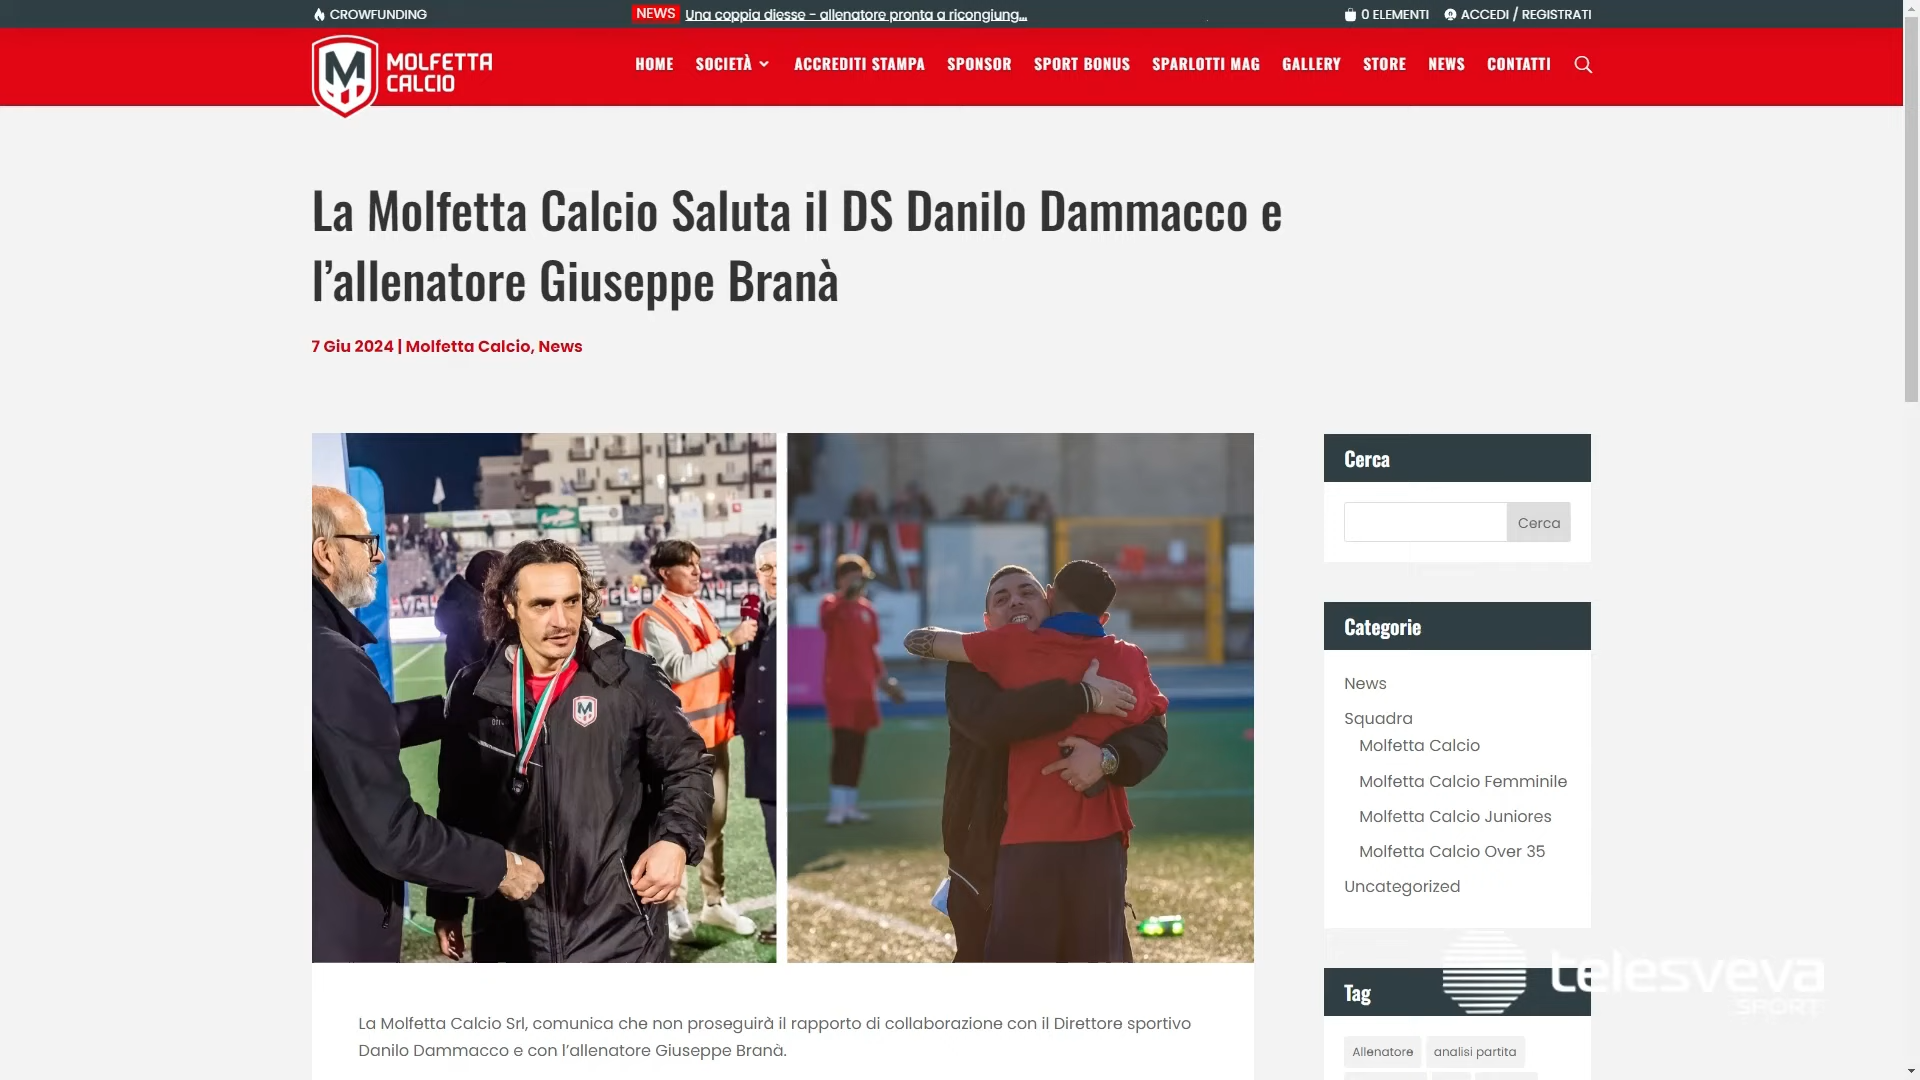 CROWFUNDING
NEWS Una coppia diesse - allenatore pronta a ricongiung...
0 ELEMENTI
ACCEDI / REGISTRATI
MOLFETTA
CALCIO
HOME SOCIETÀ ACCREDITI STAMPA SPONSOR SPORT BONUS SPARLOTTI MAG GALLERY STORE NEWS CONTATTI
La Molfetta Calcio Saluta il DS Danilo Dammacco e
l’allenatore Giuseppe Branà
7 Giu 2024 | Molfetta Calcio, News
Cerca
Cerca
Categorie
News
Squadra
Molfetta Calcio
Molfetta Calcio Femminile
Molfetta Calcio Juniores
Molfetta Calcio Over 35
Uncategorized
telesveva
SPORT
Tag
Allenatore analisi partita
La Molfetta Calcio Srl, comunica che non proseguirà il rapporto di collaborazione con il Direttore sportivo
Danilo Dammacco e con l’allenatore Giuseppe Branà.